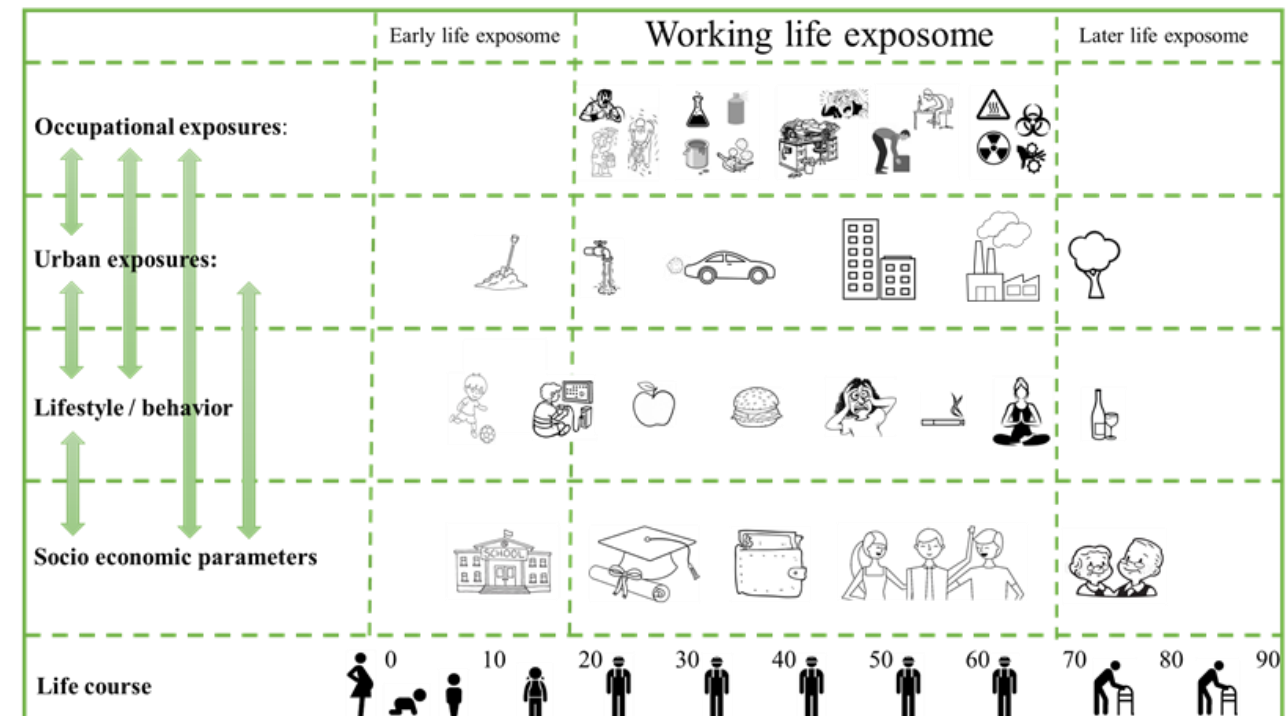 Early life exposome
Working life exposome
Later life exposome
Occupational exposures:
Urban exposures:
Lifestyle / behavior
SCHOOL
Socio economic parameters
0 10 20 30 40 50 60 70 80 90
Life course